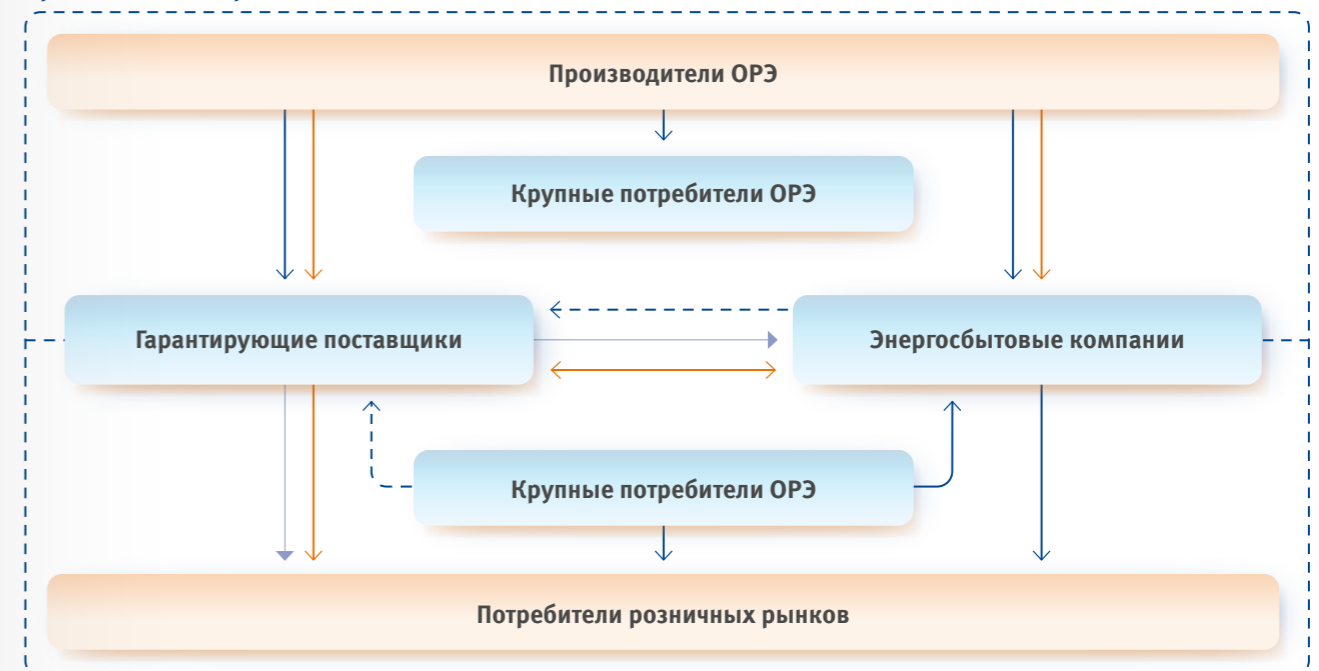 Производители ОРЭ
Крупные потребители ОРЭ
Гарантирующие поставщики
Энергосбытовые компании
Крупные потребители ОРЭ
Потребители розничных рынков